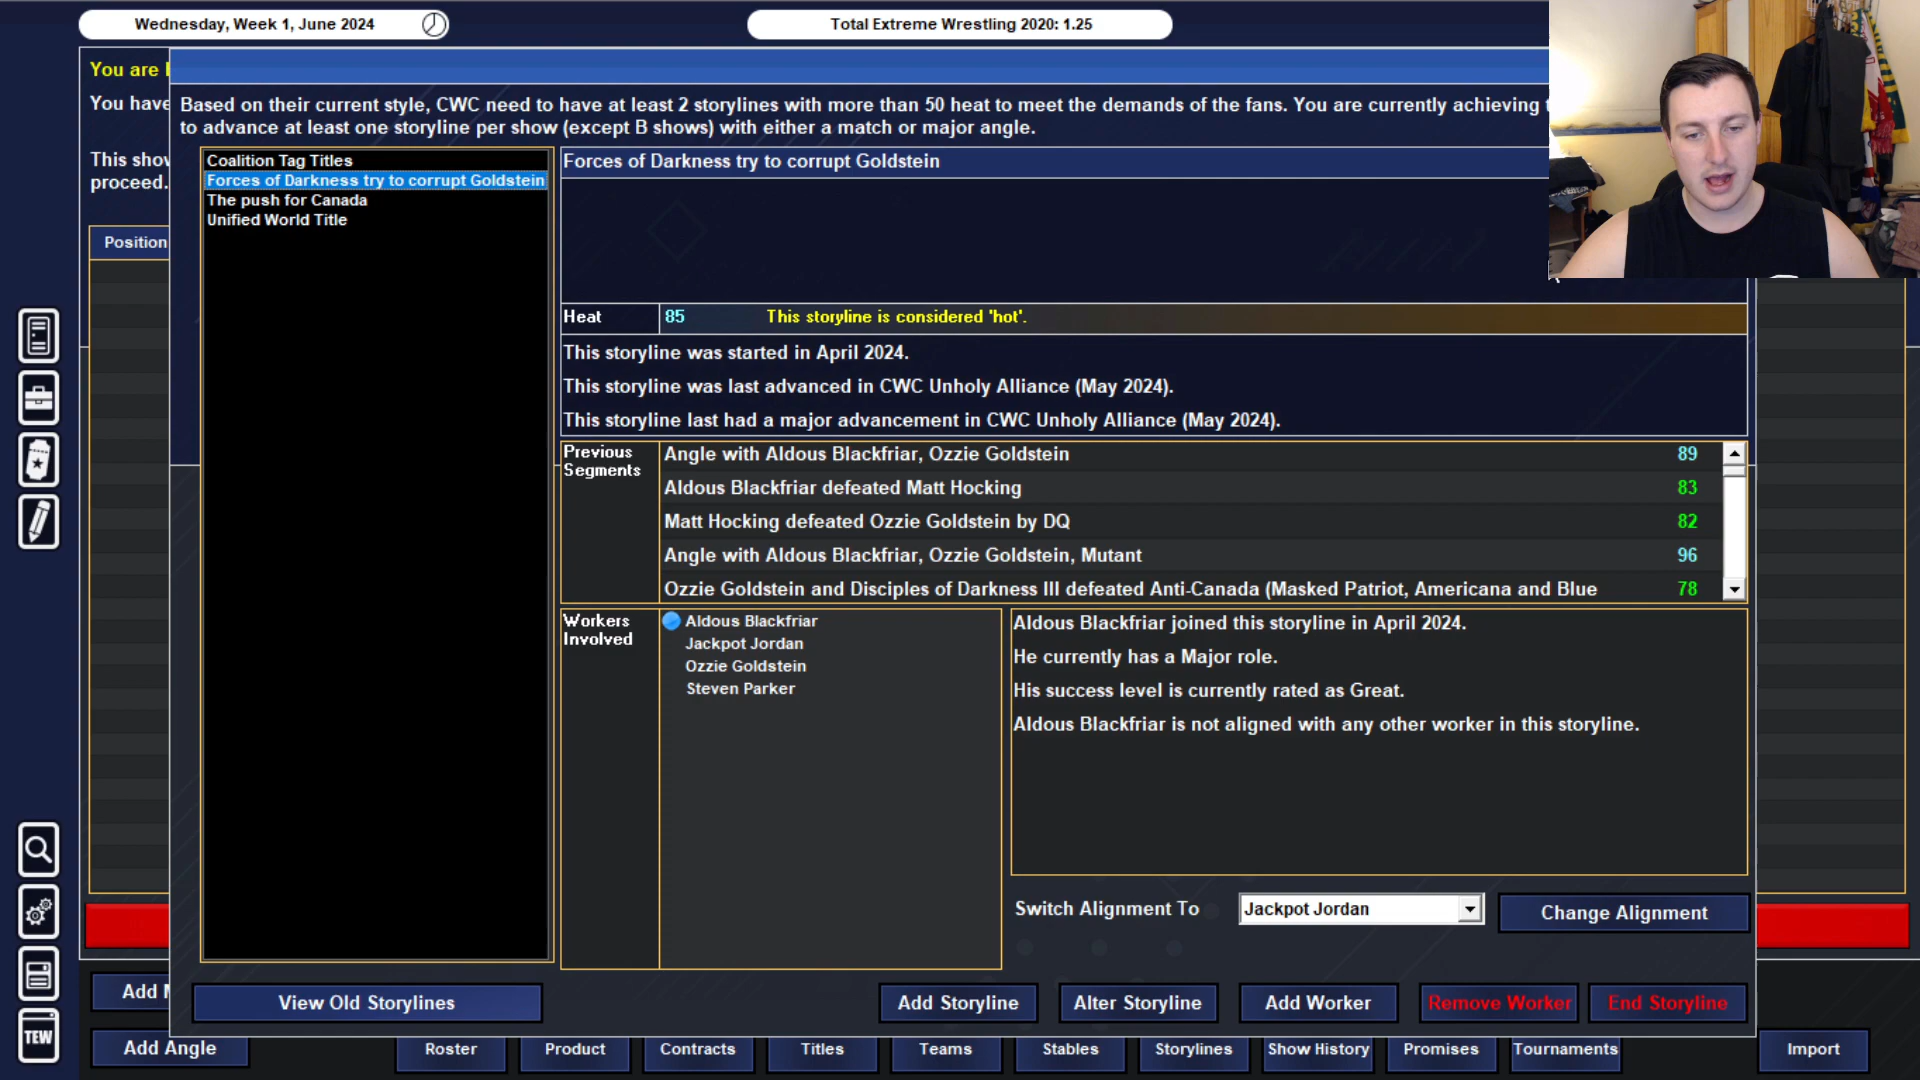 Wednesday, Week 1, June 2024
Total Extreme Wrestling 2020: 1.25
You are
You have
Based on their current style, CWC need to have at least 2 storylines with more than 50 heat to meet the demands of the fans. You are currently achieving
to advance at least one storyline per show (except B shows) with either a match or major angle.
This
proceed.
Coalition Tag Titles
Forces of Darkness try to corrupt Goldstein
The push for Canada
Unified World Title
Forces of Darkness try to corrupt Goldstein
Position
Heat 85 This storyline is considered 'hot'.
This storyline was started in April 2024.
This storyline was last advanced in CWC Unholy Alliance (May 2024).
This storyline last had a major advancement in CWC Unholy Alliance (May 2024).
Previous Segments
Angle with Aldous Blackfriar, Ozzie Goldstein 89
Aldous Blackfriar defeated Matt Hocking 83
Matt Hocking defeated Ozzie Goldstein by DQ 82
Angle with Aldous Blackfriar, Ozzie Goldstein, Mutant 96
Ozzie Goldstein and Disciples of Darkness III defeated Anti-Canada (Masked Patriot, Americana and Blue 78
Workers Involved
Aldous Blackfriar
Jackpot Jordan
Ozzie Goldstein
Steven Parker
Aldous Blackfriar joined this storyline in April 2024.
He currently has a Major role.
His success level is currently rated as Great.
Aldous Blackfriar is not aligned with any other worker in this storyline.
Switch Alignment To Jackpot Jordan Change Alignment
Add
View Old Storylines Add Storyline Alter Storyline Add Worker Remove Worker End Storyline
TEW
Add Angle Roster Product Contracts Titles Teams Stables Storylines Show History Promises Tournaments Import